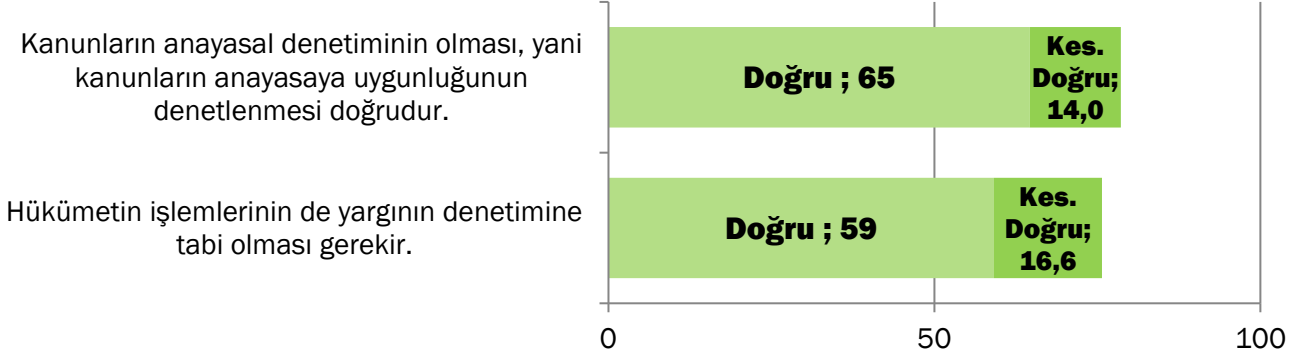 Kanunların anayasal denetiminin olması, yani
kanunların anayasaya uygunluğunun
denetlenmesi doğrudur.
Doğru ; 65
Kes.
Doğru;
14,0
Hükümetin işlemlerinin de yargının denetimine
tabi olması gerekir.
Doğru ; 59
Kes.
Doğru;
16,6
0
50
100